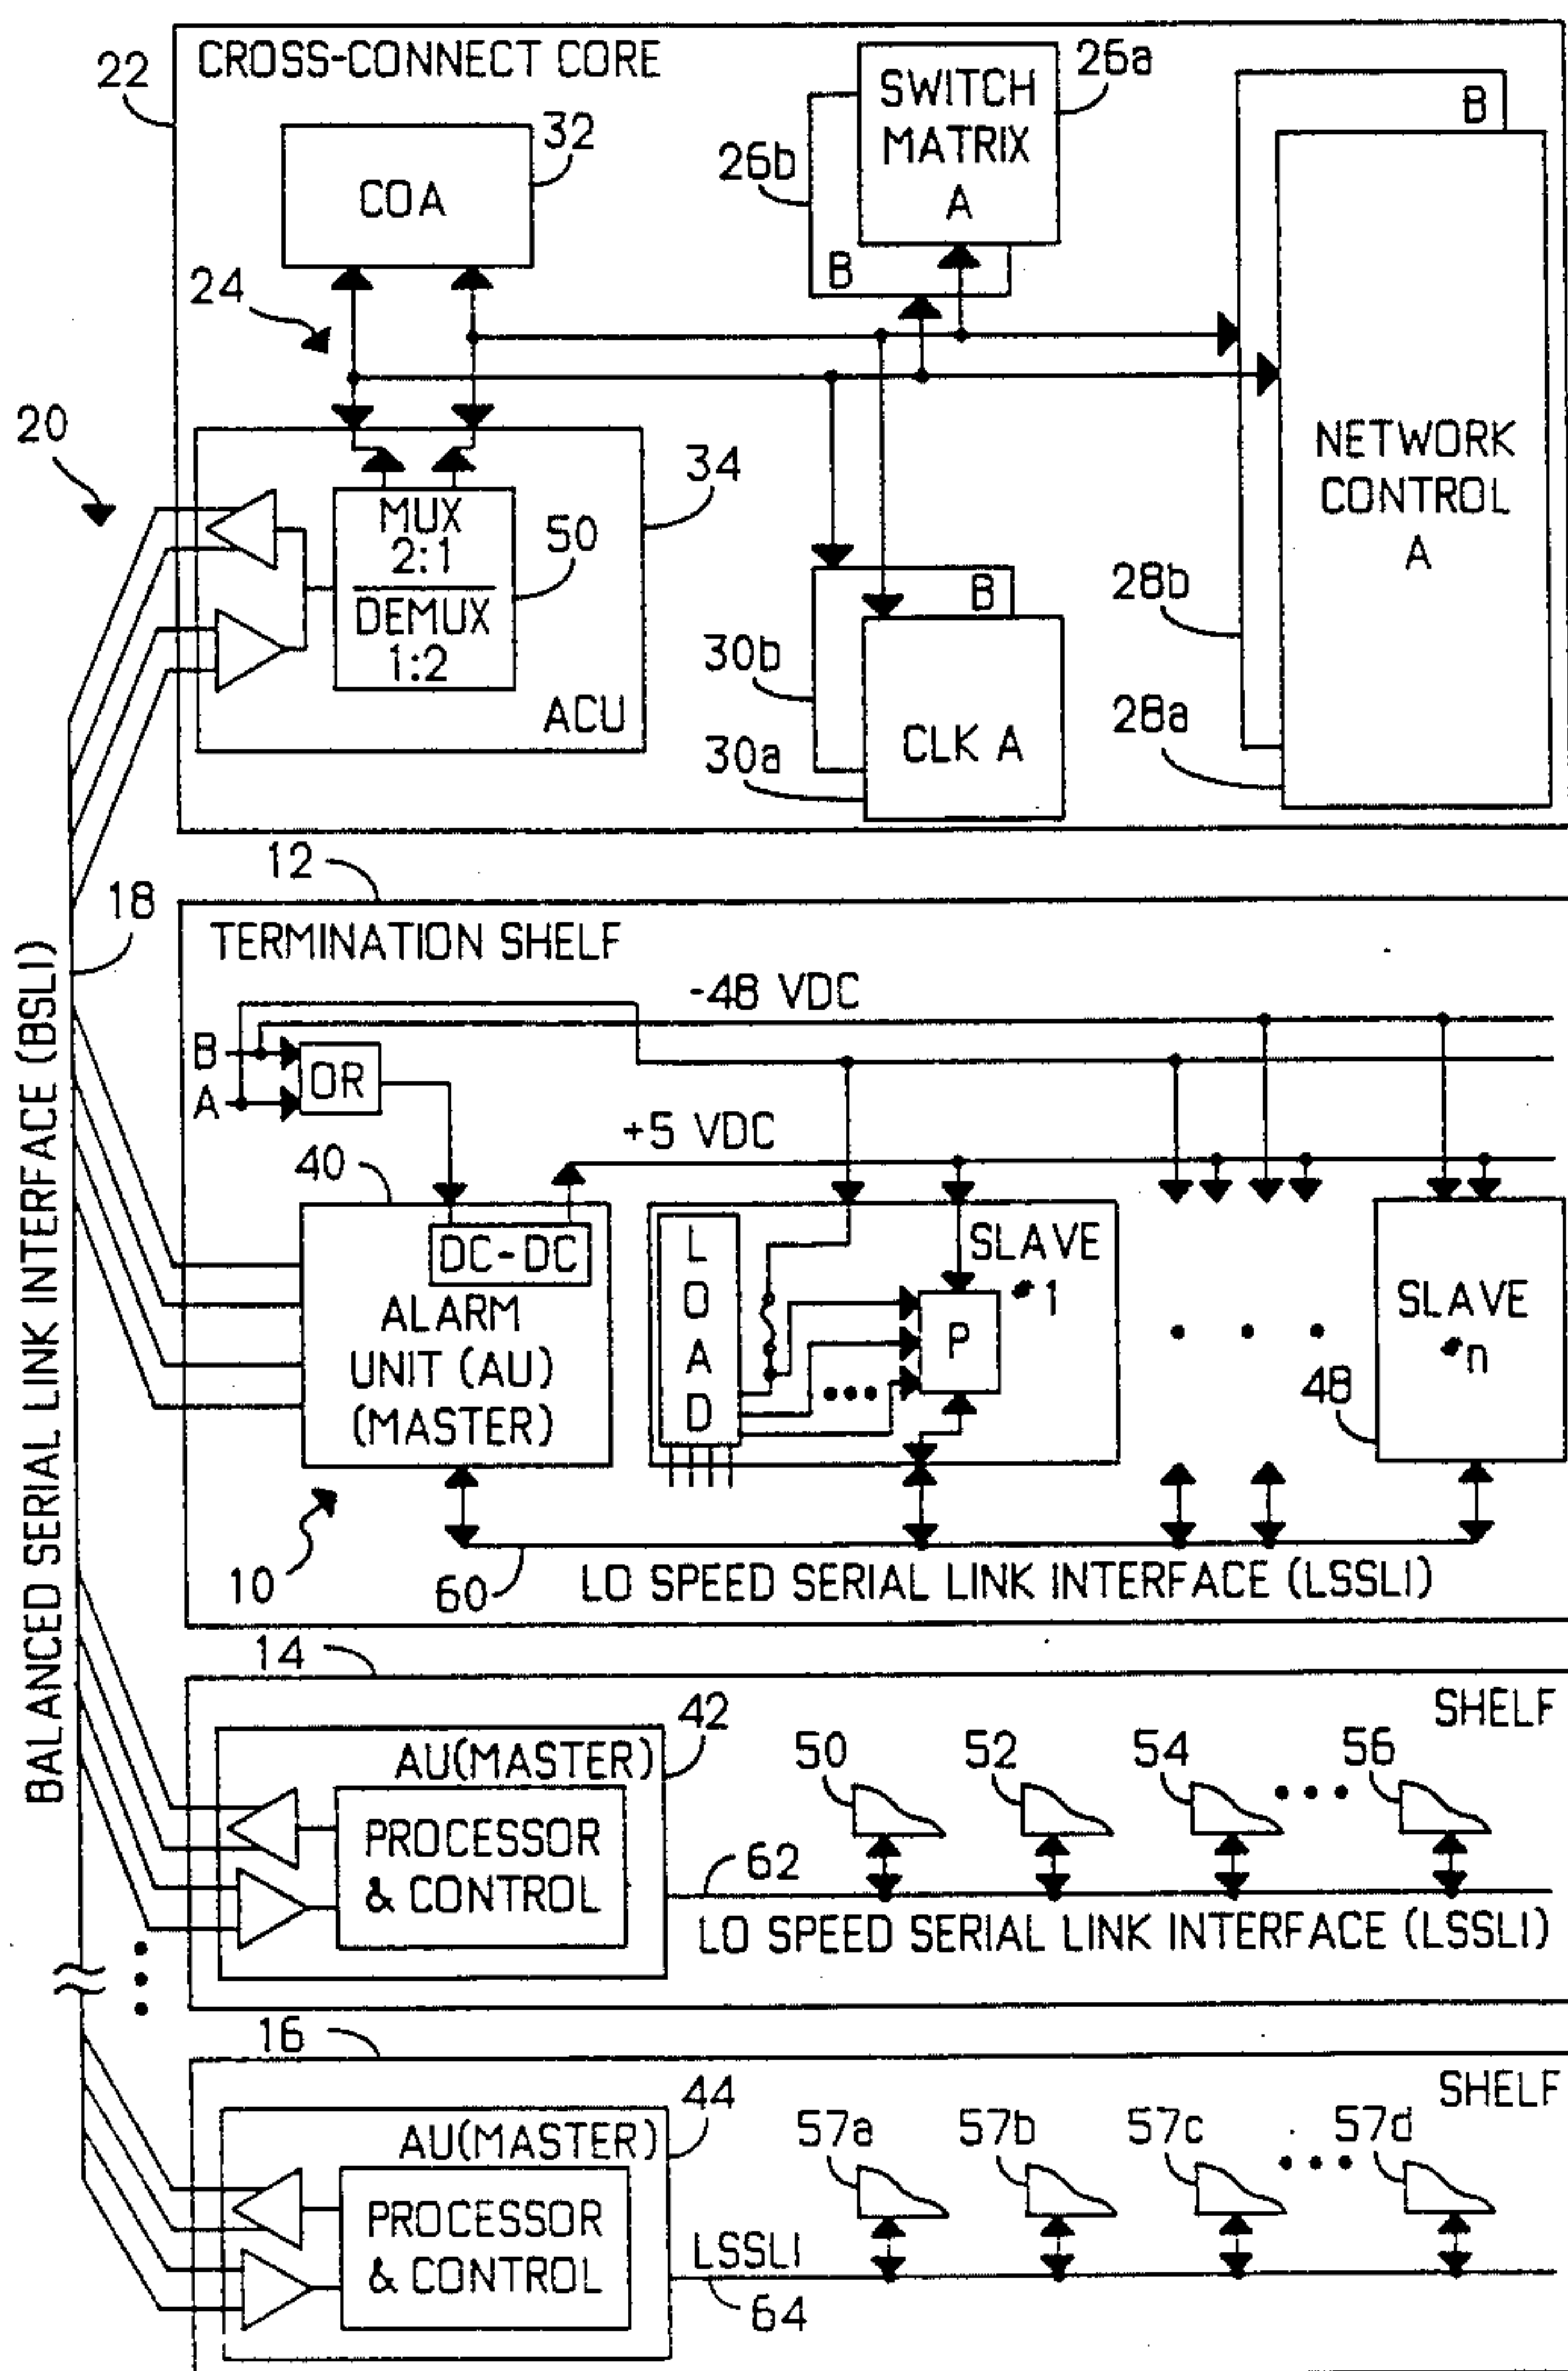 CROSS-CONNECT CORE
22
32
COA
24
SWITCH
MATRIX
A
26a
26b
B
B
NETWORK
CONTROL
A
28b
28a
20
34
MUX
2:1
DEMUX
1:2
50
ACU
B
30b
30a
CLK A
12
18
BALANCED SERIAL LINK INTERFACE (BSLI)
TERMINATION SHELF
-48 VDC
B
A
OR
+5 VDC
40
DC-DC
ALARM
UNIT (AU)
(MASTER)
LOAD
SLAVE
#1
P
• • •
SLAVE
#n
48
10
60
LO SPEED SERIAL LINK INTERFACE (LSSLI)
14
SHELF
42
AU(MASTER)
PROCESSOR
& CONTROL
50
52
54
• • •
56
62
LO SPEED SERIAL LINK INTERFACE (LSSLI)
16
SHELF
44
AU(MASTER)
PROCESSOR
& CONTROL
57a
57b
57c
• • •
57d
LSSLI
64